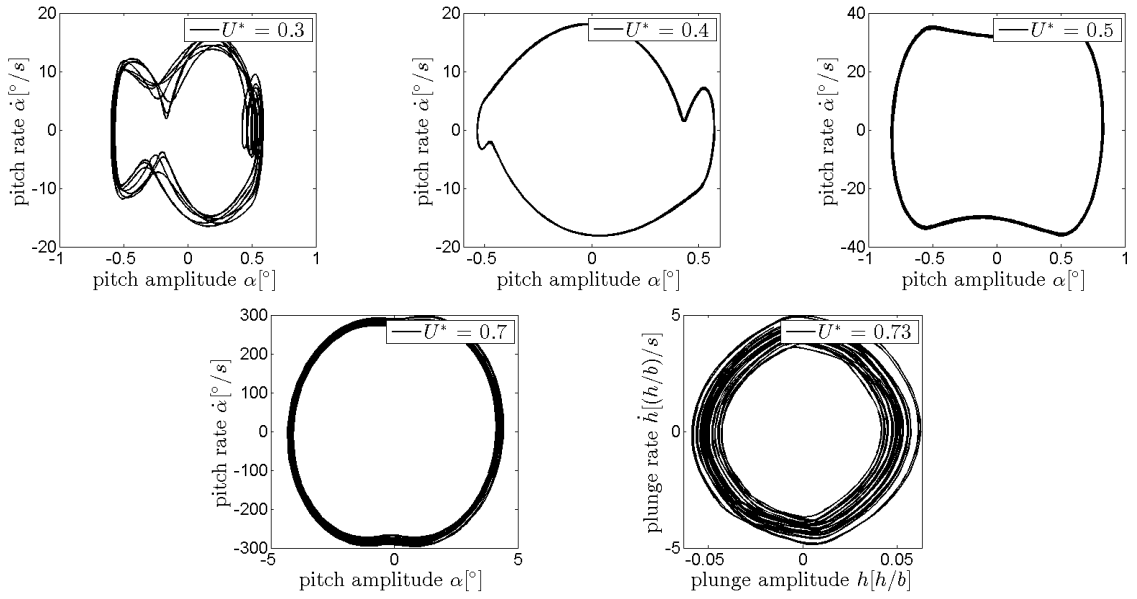 U* = 0.3
20
10
0
-10
-20
-1
-0.5
0
0.5
1
pitch rate α̇[°/s]
pitch amplitude α[°]
U* = 0.4
20
10
0
-10
-20
-0.5
0
0.5
pitch rate α̇[°/s]
pitch amplitude α[°]
U* = 0.5
40
20
0
-20
-40
-1
-0.5
0
0.5
1
pitch rate α̇[°/s]
pitch amplitude α[°]
U* = 0.7
300
200
100
0
-100
-200
-300
-5
0
5
pitch rate α̇[°/s]
pitch amplitude α[°]
U* = 0.73
5
0
-5
-0.05
0
0.05
plunge rate ḣ[(h/b)/s]
plunge amplitude h[h/b]